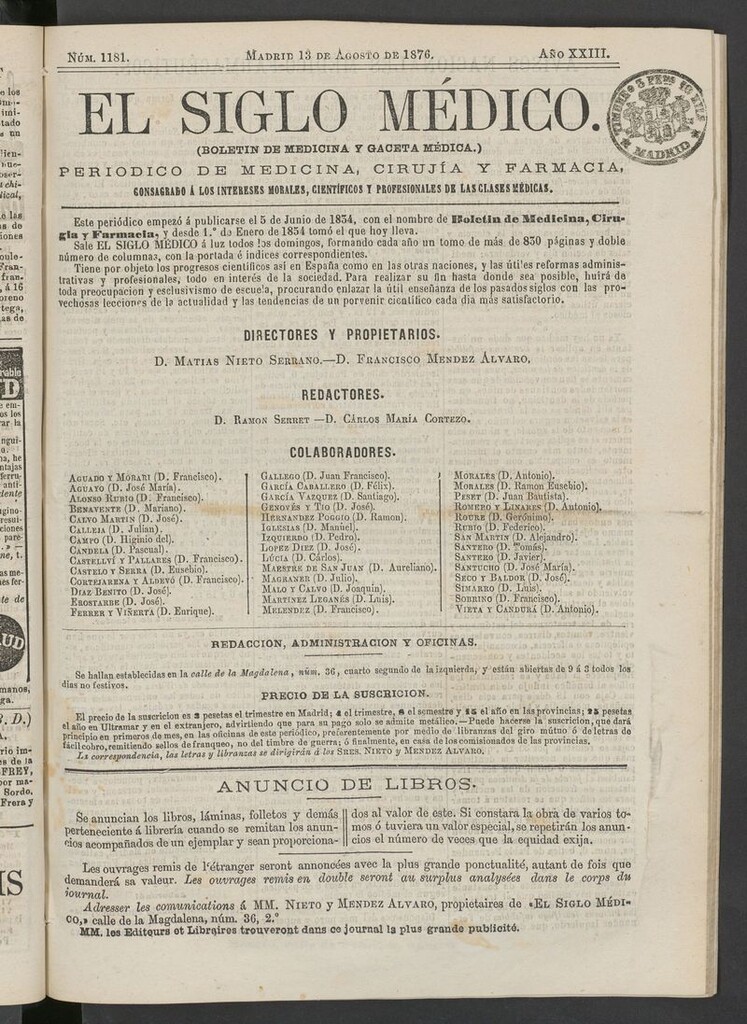 NÚM. 1181. MADRID 13 DE AGOSTO DE 1876. AÑO XXIII.
EL SIGLO MÉDICO.
TIMBRES 3 PTAS 10 MILS
MADRID
(BOLETIN DE MEDICINA Y GACETA MÉDICA.)
PERIODICO DE MEDICINA, CIRUJÍA Y FARMACIA,
CONSAGRADO Á LOS INTERESES MORALES, CIENTÍFICOS Y PROFESIONALES DE LAS CLASES MÉDICAS.
Este periódico empezó á publicarse el 5 de Junio de 1834, con el nombre de Boletin de Medicina, Ciru-
gía y Farmacia, y desde 1.º de Enero de 1854 tomó el que hoy lleva.
Sale EL SIGLO MÉDICO á luz todos los domingos, formando cada año un tomo de más de 830 páginas y doble
número de columnas, con la portada é indices correspondientes.
Tiene por objeto los progresos científicos así en España como en las otras naciones, y las útiles reformas adminis-
trativas y profesionales, todo en interés de la sociedad. Para realizar su fin hasta donde sea posible, huirá de
toda preocupacion y esclusivismo de escuela, procurando enlazar la útil enseñanza de los pasados siglos con las pro-
vechosas lecciones de la actualidad y las tendencias de un porvenir científico cada dia más satisfactorio.
DIRECTORES Y PROPIETARIOS.
D. MATIAS NIETO SERRANO.—D. FRANCISCO MENDEZ ÁLVARO.
REDACTORES.
D. RAMON SERRET —D. CÁRLOS MARÍA CORTEZO.
COLABORADORES.
AGUADO Y MORARI (D. Francisco).
AGUAYO (D. José María).
ALONSO RUBIO (D. Francisco).
BENAVENTE (D. Mariano).
CALVO MARTIN (D. José).
CALLEJA (D. Julian).
CAMPO (D. Higinio del).
CANDELA (D. Pascual).
CASTELLVÍ Y PALLARES (D. Francisco).
CASTELO Y SERRA (D. Eusebio).
CORTEJARENA Y ALDEVÓ (D. Francisco).
DIAZ BENITO (D. José).
EROSTARBE (D. José).
FERRER Y VIÑERTA (D. Enrique).
GALLEGO (D. Juan Francisco).
GARCÍA CABALLERO (D. Félix).
GARCÍA VAZQUEZ (D. Santiago).
GENOVÉS Y TIO (D. José).
HERNANDEZ POGGIO (D. Ramon).
IGLESIAS (D. Manuel).
IZQUIERDO (D. Pedro).
LOPEZ DIEZ (D. José).
LÚCIA (D. Cárlos).
MAESTRE DE SAN JUAN (D. Aureliano).
MAGRANER (D. Julio).
MALO Y CALVO (D. Joaquin).
MARTINEZ LEGANÉS (D. Luis).
MELENDEZ (D. Francisco).
MORALES (D. Antonio).
MORALES (D. Ramon Eusebio).
PESET (D. Juan Bautista).
ROMERO Y LINARES (D. Antonio).
ROURE (D. Gerónimo).
RUBIO (D. Federico).
SAN MARTIN (D. Alejandro).
SANTERO (D. Tomás).
SANTERO (D. Javier).
SANTUCHO (D. José María).
SECO Y BALDOR (D. José).
SIMARRO (D. Luis).
SOBRINO (D. Francisco).
VIETA Y CANDURÁ (D. Antonio).
REDACCION, ADMINISTRACION Y OFICINAS.
Se hallan establecidas en la calle de la Magdalena, núm. 36, cuarto segundo de la izquierda, y están abiertas de 9 á 3 todos los
dias no festivos.
PRECIO DE LA SUSCRICION.
El precio de la suscricion es 3 pesetas el trimestre en Madrid; 4 el trimestre, 8 el semestre y 15 el año en las provincias; 25 pesetas
el año en Ultramar y en el extranjero, advirtiendo que para su pago solo se admite metálico.—Puede hacerse la suscricion, que dará
principio en primeros de mes, en las oficinas de este periódico, preferentemente por medio de libranzas del giro mútuo ó de letras de
fácil cobro, remitiendo sellos de franqueo, no del timbre de guerra; ó finalmente, en casa de los comisionados de las provincias.
La correspondencia, las letras y libranzas se dirigirán á los SRES. NIETO Y MENDEZ ALVARO.
ANUNCIO DE LIBROS.
Se anuncian los libros, láminas, folletos y demás
perteneciente á librería cuando se remitan los anun-
cios acompañados de un ejemplar y sean proporciona-
dos al valor de éste. Si constara la obra de varios to-
mos ó tuviera un valor especial, se repetirán los anun-
cios el número de veces que la equidad exija.
Les ouvrages remis de l'étranger seront annoncées avec la plus grande ponctualité, autant de fois que
demanderá sa valeur. Les ouvrages remis en double seront au surplus analysées dans le corps du
journal.
Adresser les comunications á MM. NIETO y MENDEZ ALVARO, propietaires de «EL SIGLO MÉDI-
CO,» calle de la Magdalena, núm. 36, 2.º
MM. les Editeurs et Libraires trouveront dans ce journal la plus grande publicité.